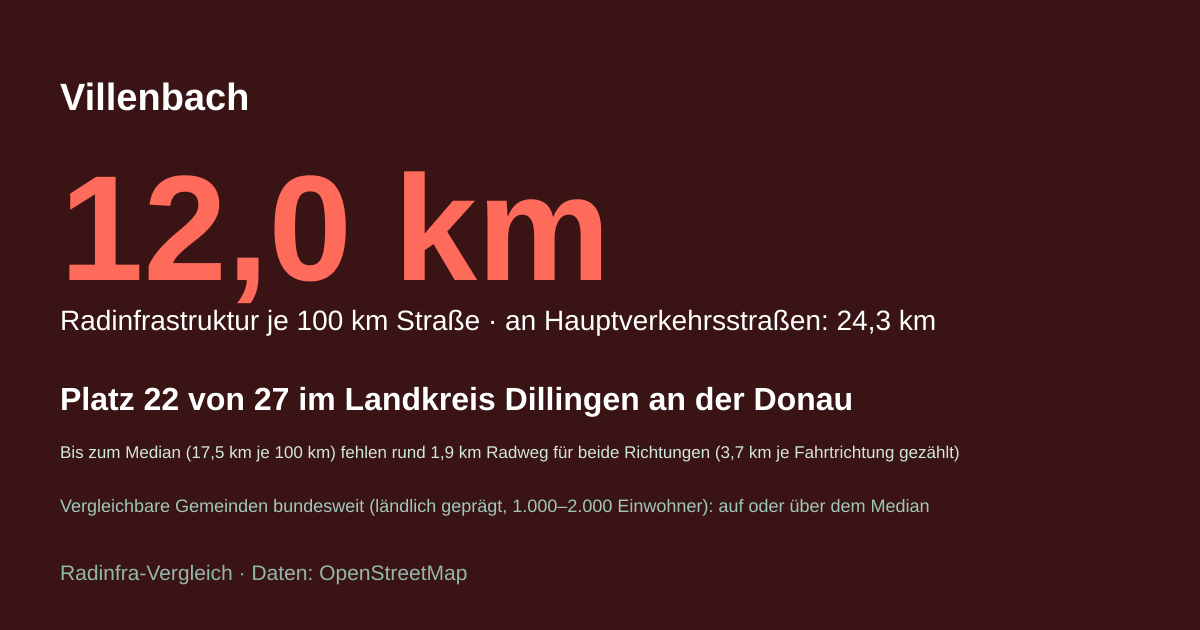 Villenbach
12,0 km
Radinfrastruktur je 100 km Straße · an Hauptverkehrsstraßen: 24,3 km
Platz 22 von 27 im Landkreis Dillingen an der Donau
Bis zum Median (17,5 km je 100 km) fehlen rund 1,9 km Radweg für beide Richtungen (3,7 km je Fahrtrichtung gezählt)
Vergleichbare Gemeinden bundesweit (ländlich geprägt, 1.000–2.000 Einwohner): auf oder über dem Median
Radinfra-Vergleich · Daten: OpenStreetMap